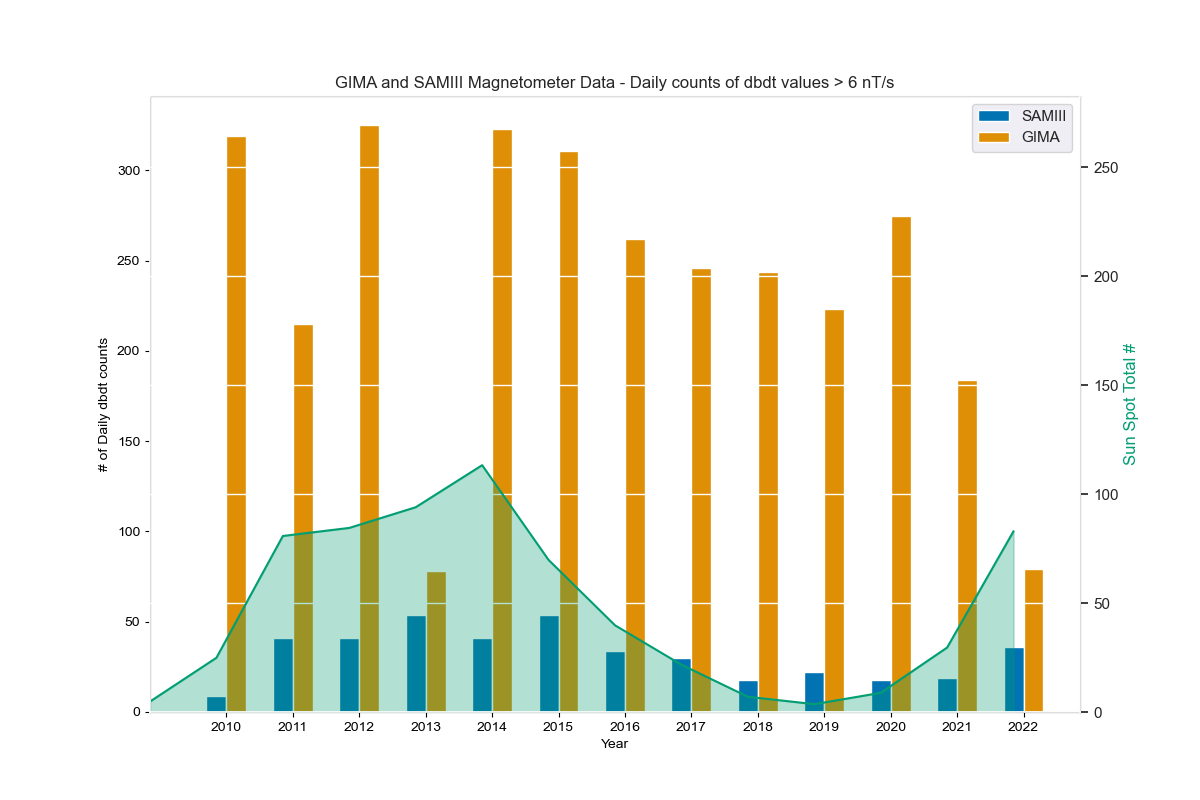 GIMA and SAMIII Magnetometer Data - Daily counts of dbdt values > 6 nT/s
SAMIII
GIMA
# of Daily dbdt counts
300
250
200
150
100
50
0
250
200
150
100
50
0
Sun Spot Total #
2010 2011 2012 2013 2014 2015 2016 2017 2018 2019 2020 2021 2022
Year